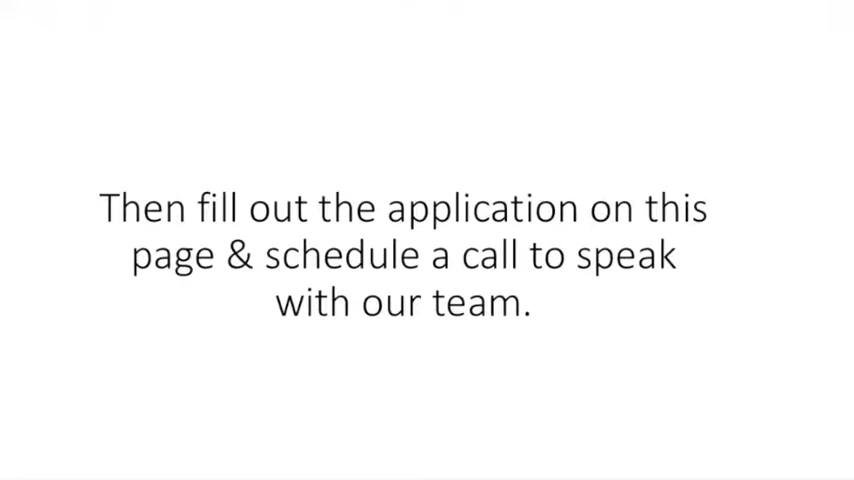 Then fill out the application on this
page & schedule a call to speak
with our team.